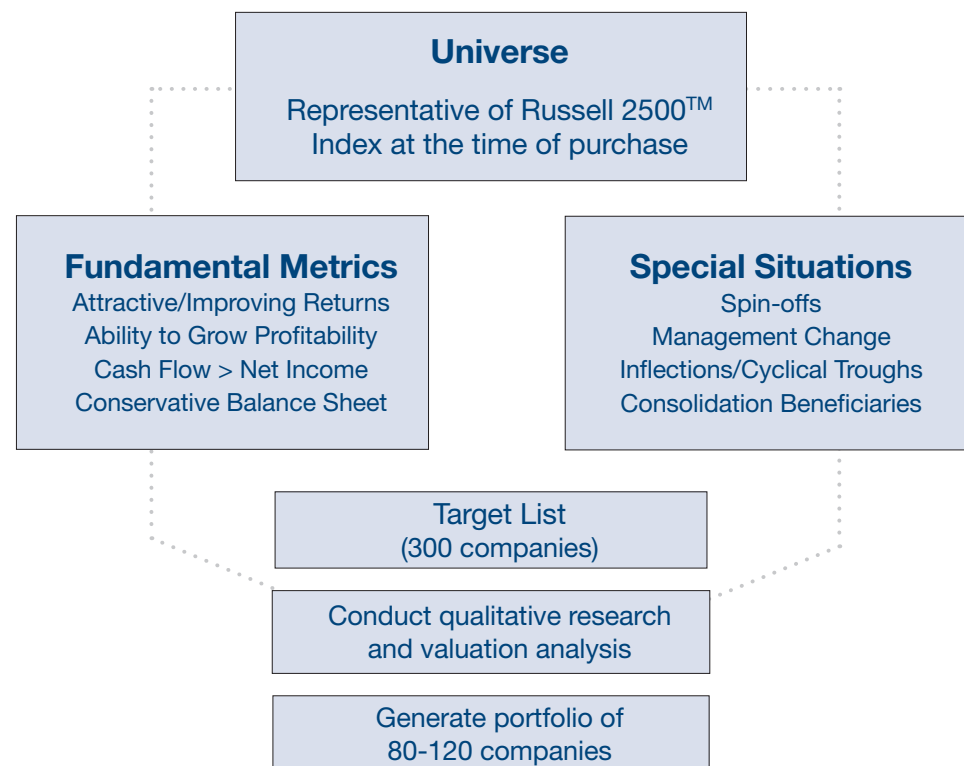 Universe
Representative of Russell 2500™
Index at the time of purchase
Fundamental Metrics
Attractive/Improving Returns
Ability to Grow Profitability
Cash Flow > Net Income
Conservative Balance Sheet
Special Situations
Spin-offs
Management Change
Inflections/Cyclical Troughs
Consolidation Beneficiaries
Target List
(300 companies)
Conduct qualitative research
and valuation analysis
Generate portfolio of
80-120 companies